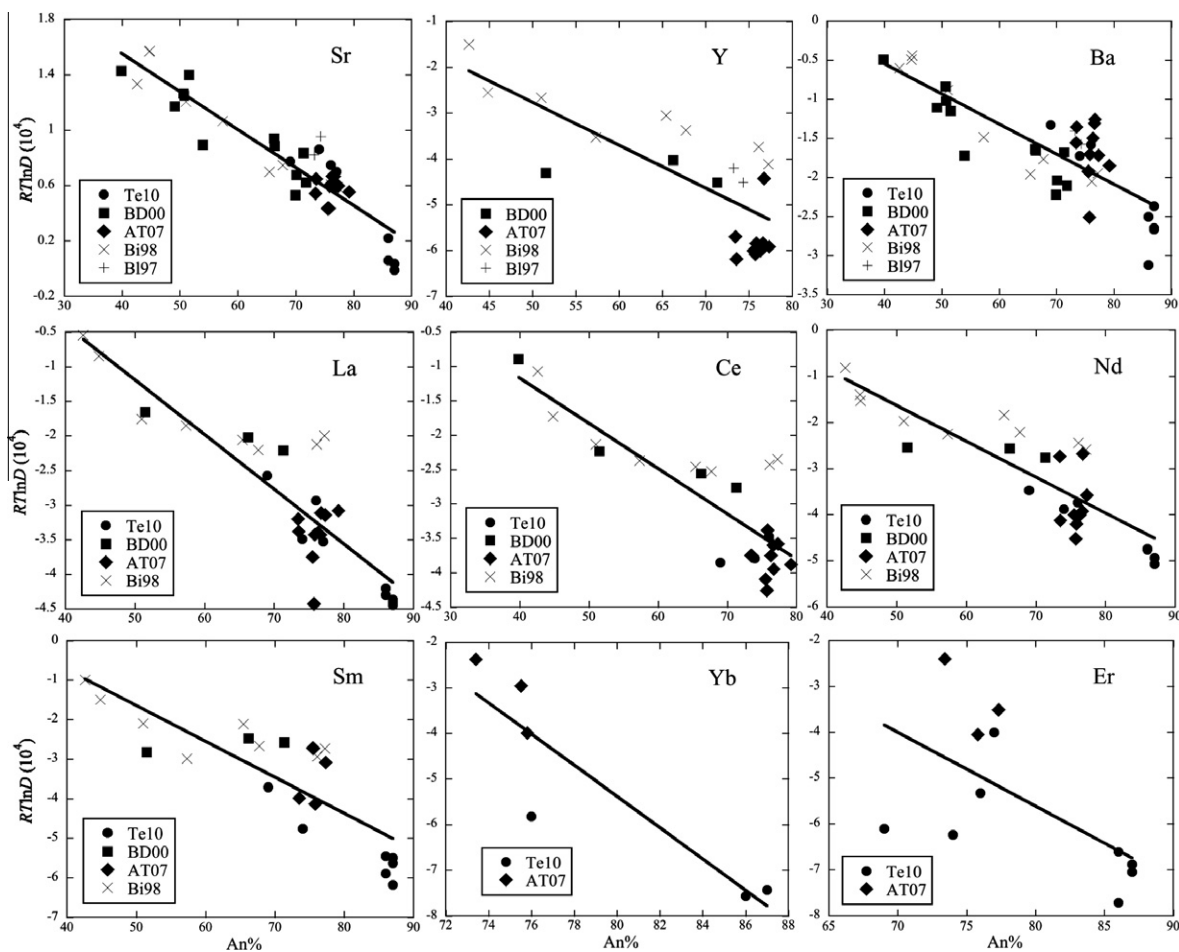 Sr
RTlnD (10⁴)
1.8
1.4
1
0.6
0.2
-0.2
30 40 50 60 70 80 90
Te10
BD00
AT07
Bi98
Bl97
Y
-1
-2
-3
-4
-5
-6
-7
40 45 50 55 60 65 70 75 80
BD00
AT07
Bi98
Bl97
Ba
0
-0.5
-1
-1.5
-2
-2.5
-3
-3.5
30 40 50 60 70 80 90
Te10
BD00
AT07
Bi98
Bl97
La
RTlnD (10⁴)
-0.5
-1
-1.5
-2
-2.5
-3
-3.5
-4
-4.5
40 50 60 70 80 90
Te10
BD00
AT07
Bi98
Ce
-0.5
-1
-1.5
-2
-2.5
-3
-3.5
-4
-4.5
30 40 50 60 70 80
Te10
BD00
AT07
Bi98
Nd
0
-1
-2
-3
-4
-5
-6
40 50 60 70 80 90
Te10
BD00
AT07
Bi98
Sm
RTlnD (10⁴)
0
-1
-2
-3
-4
-5
-6
-7
40 50 60 70 80 90
An%
Te10
BD00
AT07
Bi98
Yb
-2
-3
-4
-5
-6
-7
-8
72 74 76 78 80 82 84 86 88
An%
Te10
AT07
Er
-2
-3
-4
-5
-6
-7
-8
65 70 75 80 85 90
An%
Te10
AT07